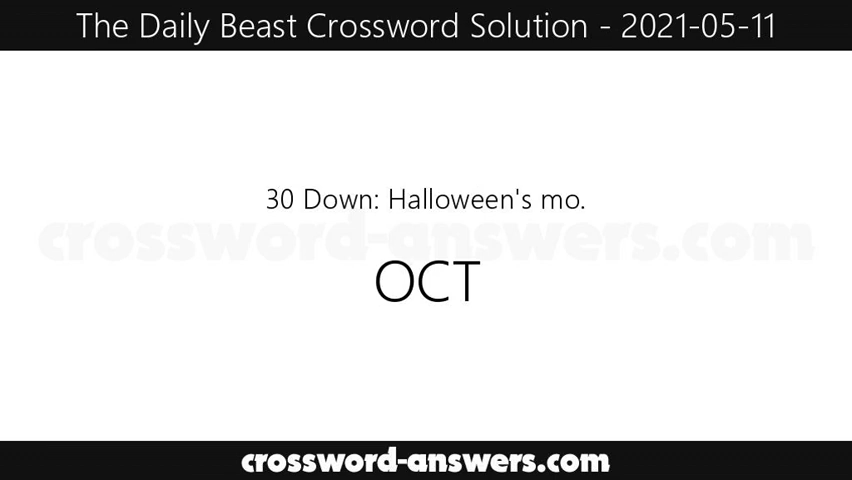 The Daily Beast Crossword Solution - 2021-05-11
30 Down: Halloween's mo.
crossword-answers.com
OCT
crossword-answers.com